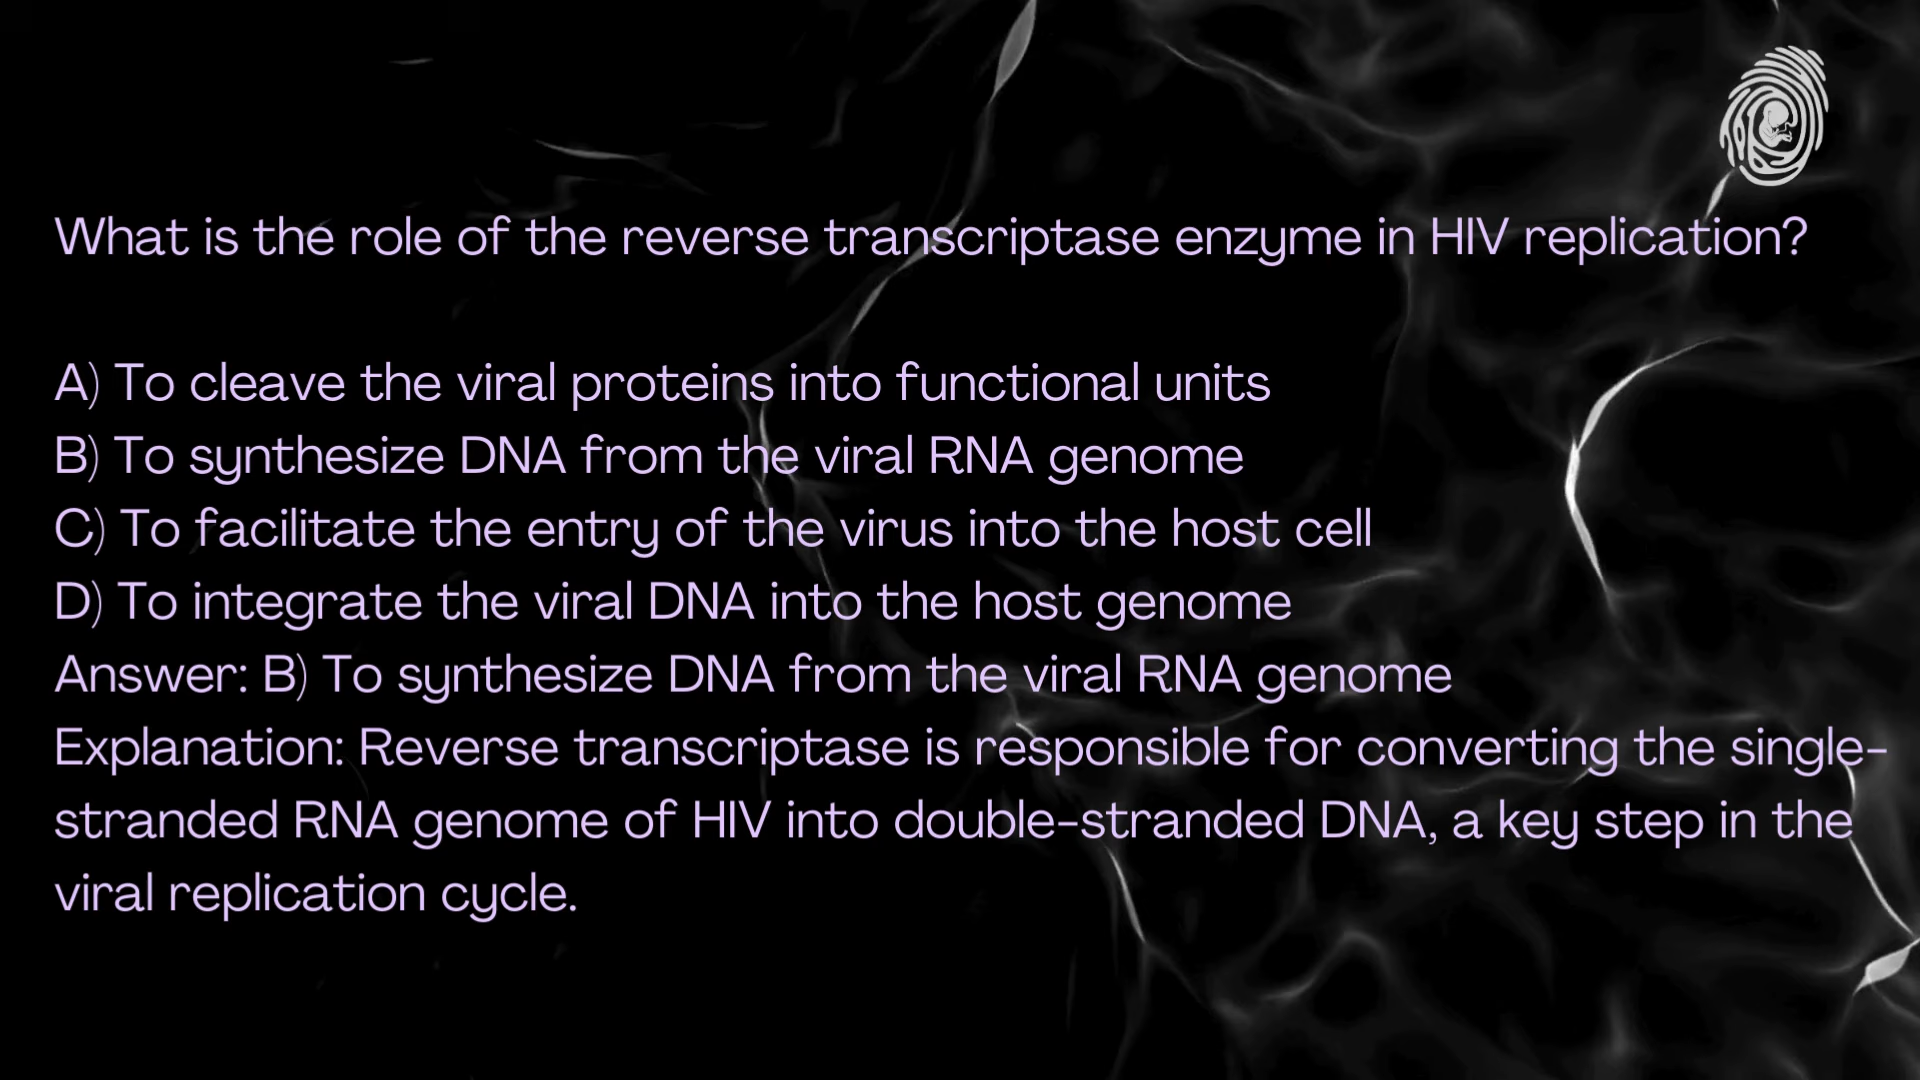 What is the role of the reverse transcriptase enzyme in HIV replication?
A) To cleave the viral proteins into functional units
B) To synthesize DNA from the viral RNA genome
C) To facilitate the entry of the virus into the host cell
D) To integrate the viral DNA into the host genome
Answer: B) To synthesize DNA from the viral RNA genome
Explanation: Reverse transcriptase is responsible for converting the single-
stranded RNA genome of HIV into double-stranded DNA, a key step in the
viral replication cycle.